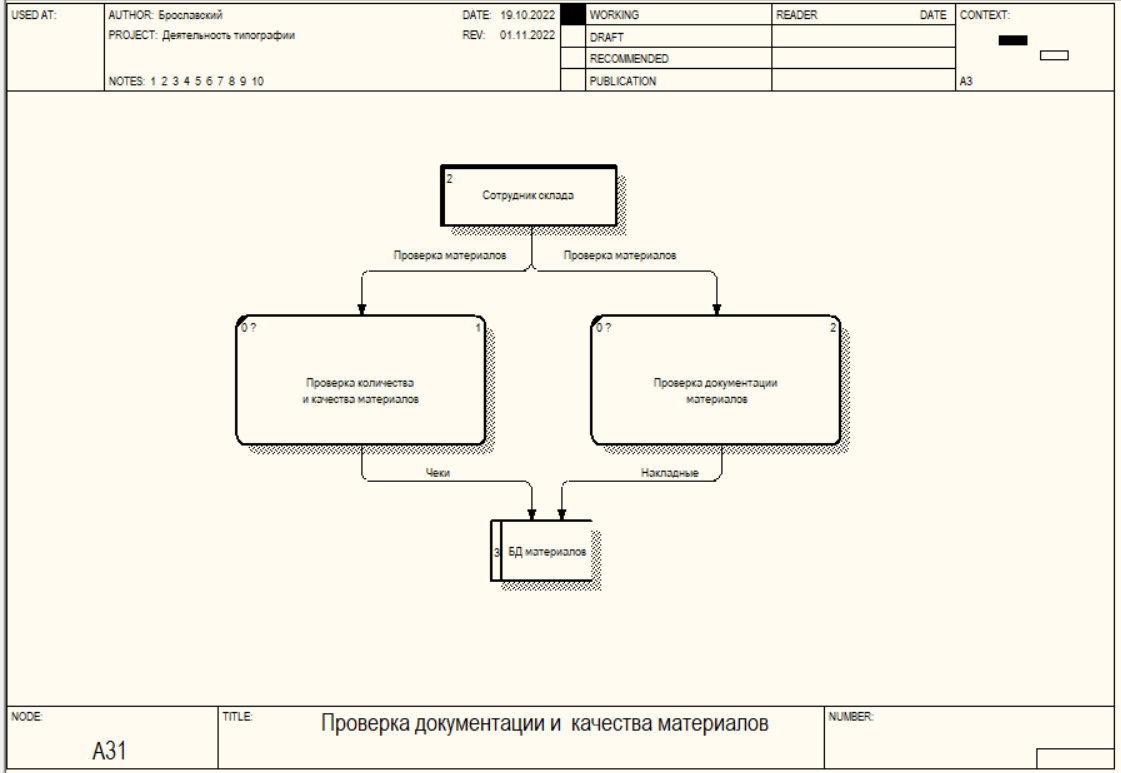 USED AT:
AUTHOR: Брославский
DATE: 19.10.2022
WORKING
READER
DATE
CONTEXT:
PROJECT: Деятельность типографии
REV: 01.11.2022
DRAFT
RECOMMENDED
NOTES: 1 2 3 4 5 6 7 8 9 10
PUBLICATION
A3
2
Сотрудник склада
Проверка материалов
Проверка материалов
0 ?
1
Проверка количества
и качества материалов
0 ?
2
Проверка документации
материалов
Чеки
Накладные
3
БД материалов
NODE:
A31
TITLE:
Проверка документации и качества материалов
NUMBER: